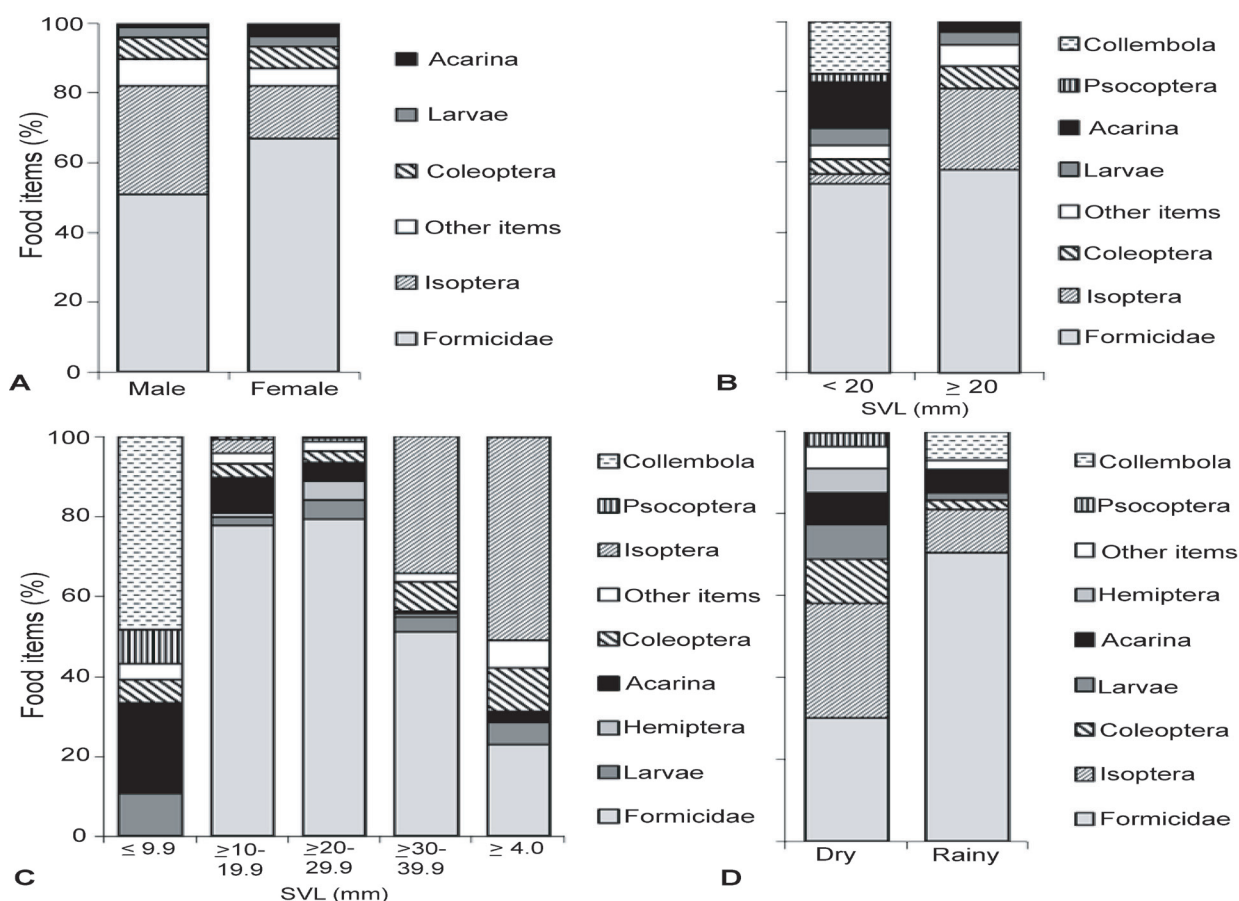 100
80
60
40
20
0
Food items (%)
Male
Female
A
Acarina
Larvae
Coleoptera
Other items
Isoptera
Formicidae
< 20
≥ 20
SVL (mm)
B
Collembola
Psocoptera
Acarina
Larvae
Other items
Coleoptera
Isoptera
Formicidae
100
80
60
40
20
0
Food items (%)
≤ 9.9
≥10-
19.9
≥20-
29.9
≥30-
39.9
≥ 4.0
SVL (mm)
C
Collembola
Psocoptera
Isoptera
Other items
Coleoptera
Acarina
Hemiptera
Larvae
Formicidae
Dry
Rainy
D
Collembola
Psocoptera
Other items
Hemiptera
Acarina
Larvae
Coleoptera
Isoptera
Formicidae